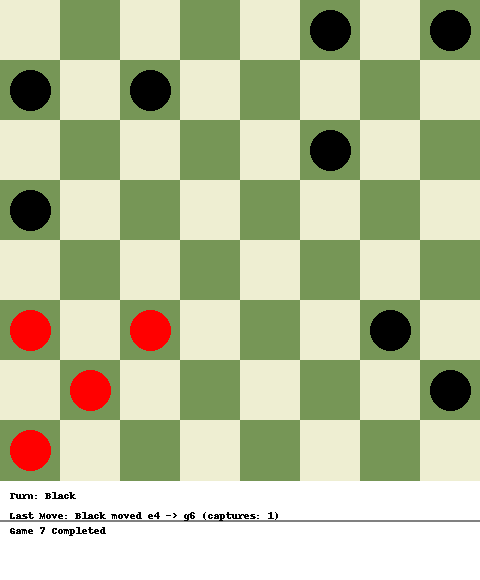 Turn: Black
Last Move: Black moved e4 -> g6 (captures: 1)
Game 7 Completed